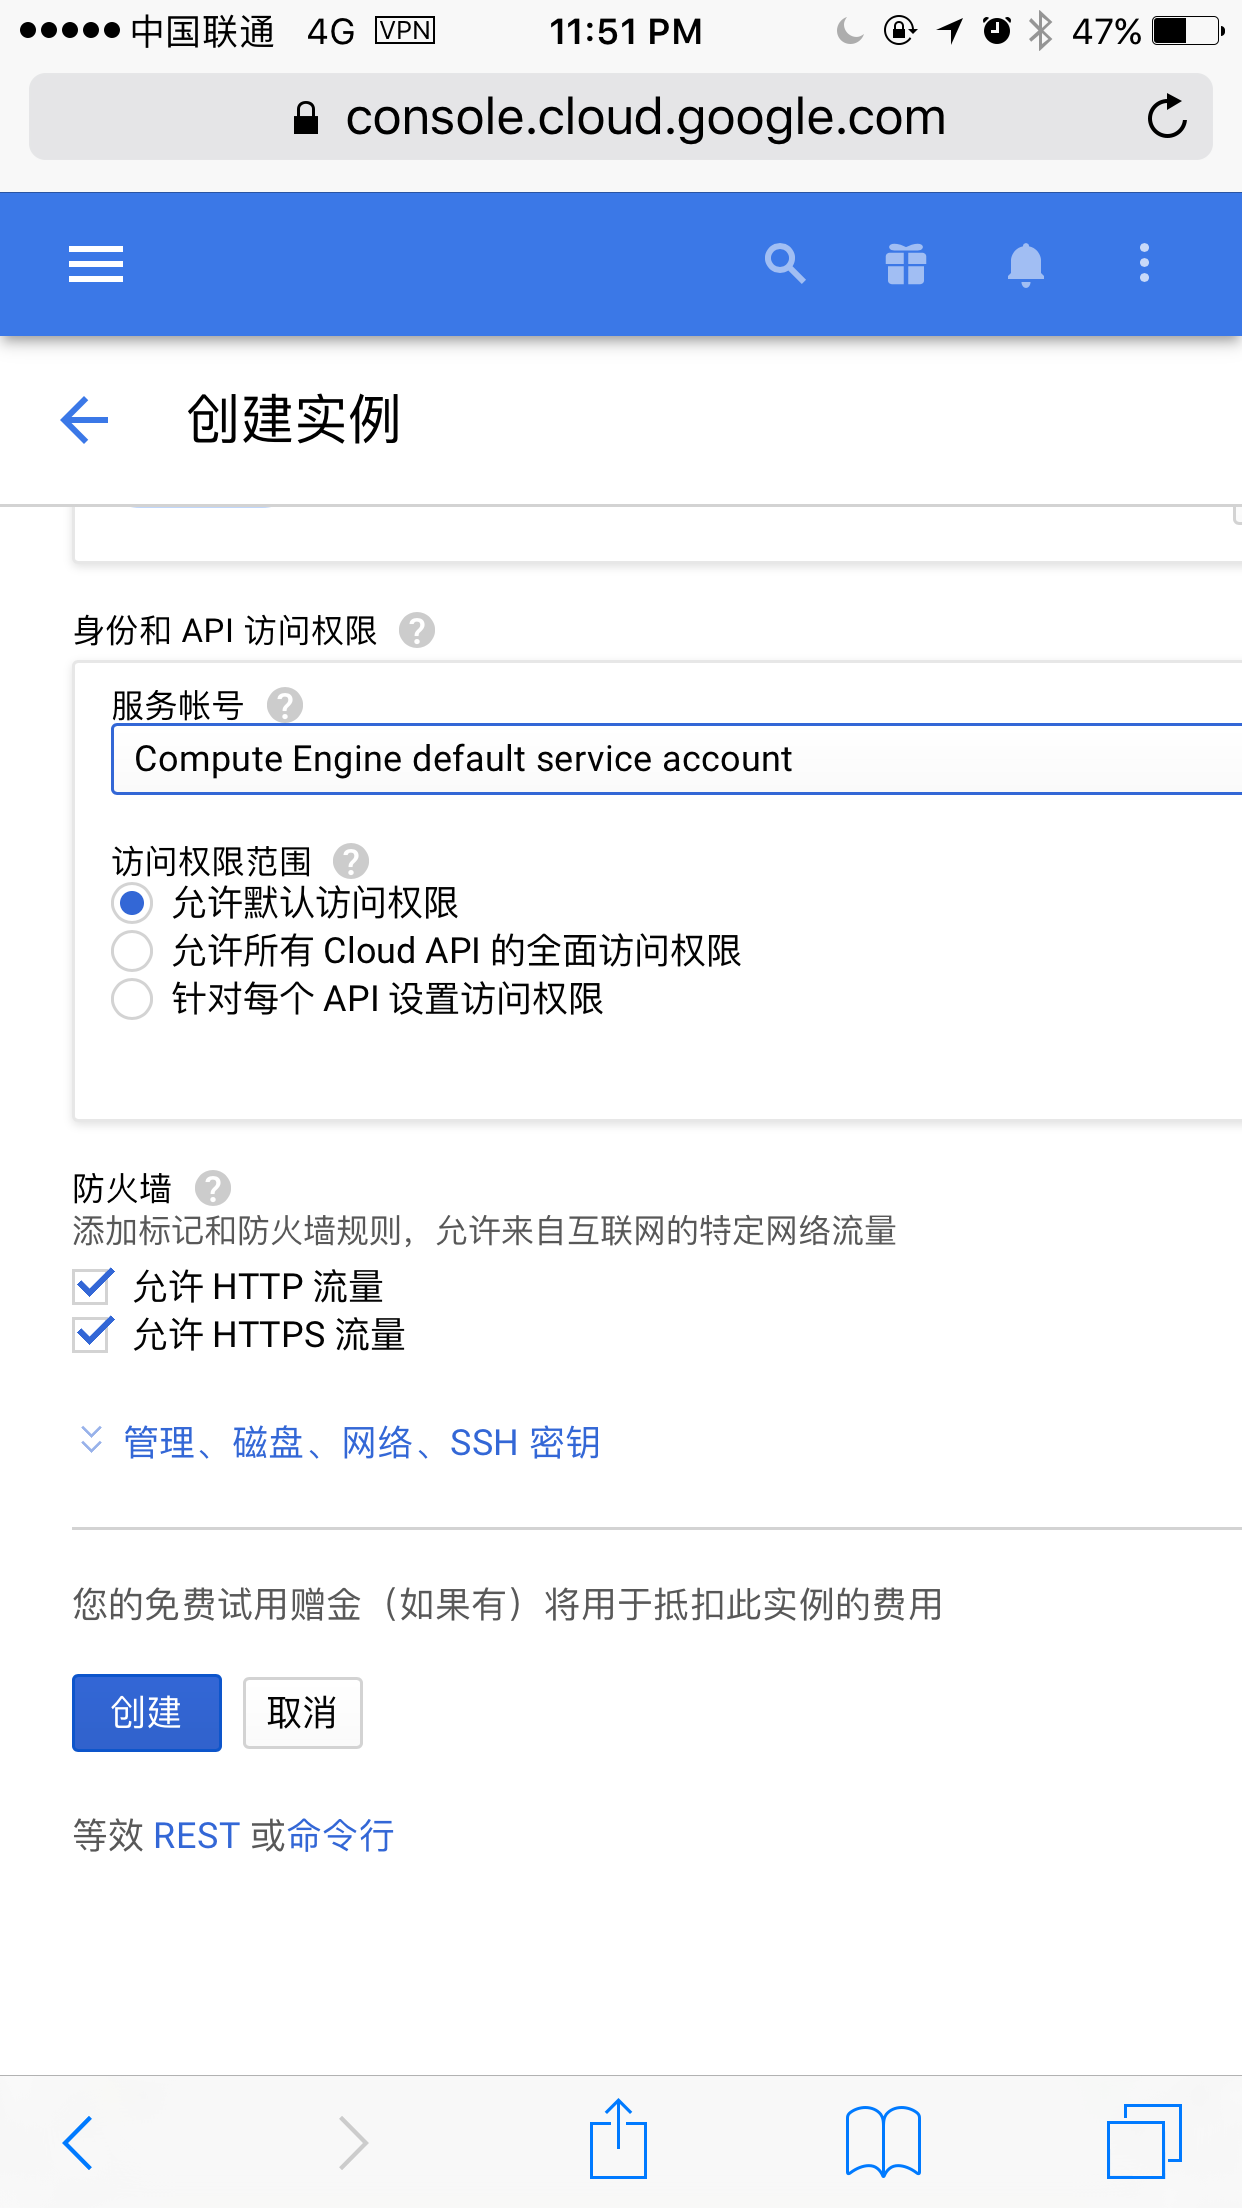 中国联通 4G VPN 11:51 PM 47%
console.cloud.google.com
创建实例
身份和 API 访问权限 ?
服务帐号 ?
Compute Engine default service account
访问权限范围 ?
允许默认访问权限
允许所有 Cloud API 的全面访问权限
针对每个 API 设置访问权限
防火墙 ?
添加标记和防火墙规则，允许来自互联网的特定网络流量
允许 HTTP 流量
允许 HTTPS 流量
管理、磁盘、网络、SSH 密钥
您的免费试用赠金（如果有）将用于抵扣此实例的费用
创建 取消
等效 REST 或命令行